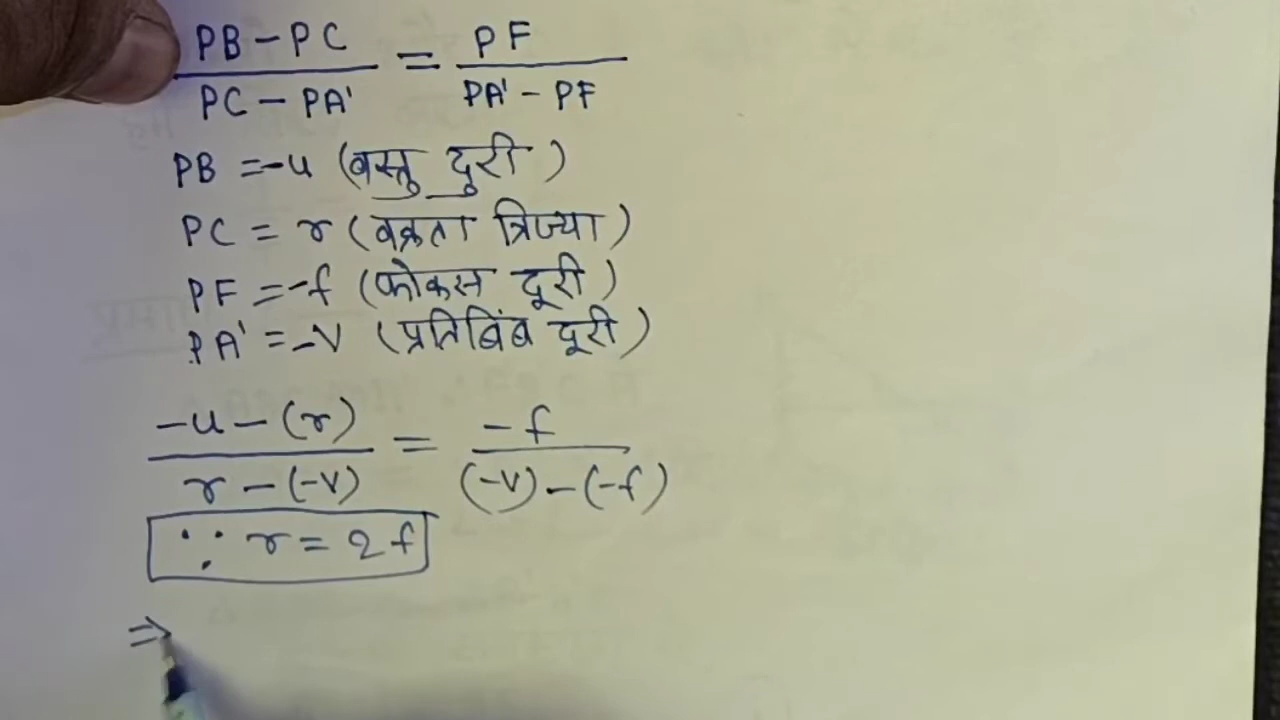 PB - PC / PC - PA' = PF / PA' - PF
PB = -u (वस्तु दुरी)
PC = r (वक्रता त्रिज्या)
PF = -f (फोकस दूरी)
PA' = -v (प्रतिबिंब दूरी)
-u - (r) / r - (-v) = -f / (-v) - (-f)
∵ r = 2f
⇒